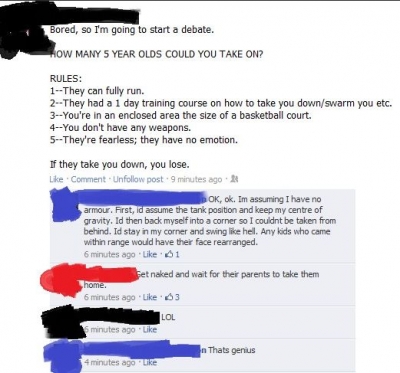 Bored, so I'm going to start a debate.
HOW MANY 5 YEAR OLDS COULD YOU TAKE ON?
RULES:
1--They can fully run.
2--They had a 1 day training course on how to take you down/swarm you etc.
3--You're in an enclosed area the size of a basketball court.
4--You don't have any weapons.
5--They're fearless; they have no emotion.
If they take you down, you lose.
Like · Comment · Unfollow post · 9 minutes ago ·
n OK, ok. Im assuming I have no
armour. First, id assume the tank position and keep my centre of
gravity. Id then back myself into a corner so I couldnt be taken from
behind. Id stay in my corner and swing like hell. Any kids who came
within range would have their face rearranged.
6 minutes ago · Like · 1
Get naked and wait for their parents to take them
home.
6 minutes ago · Like · 3
LOL
6 minutes ago · Like
n Thats genius
4 minutes ago · Like